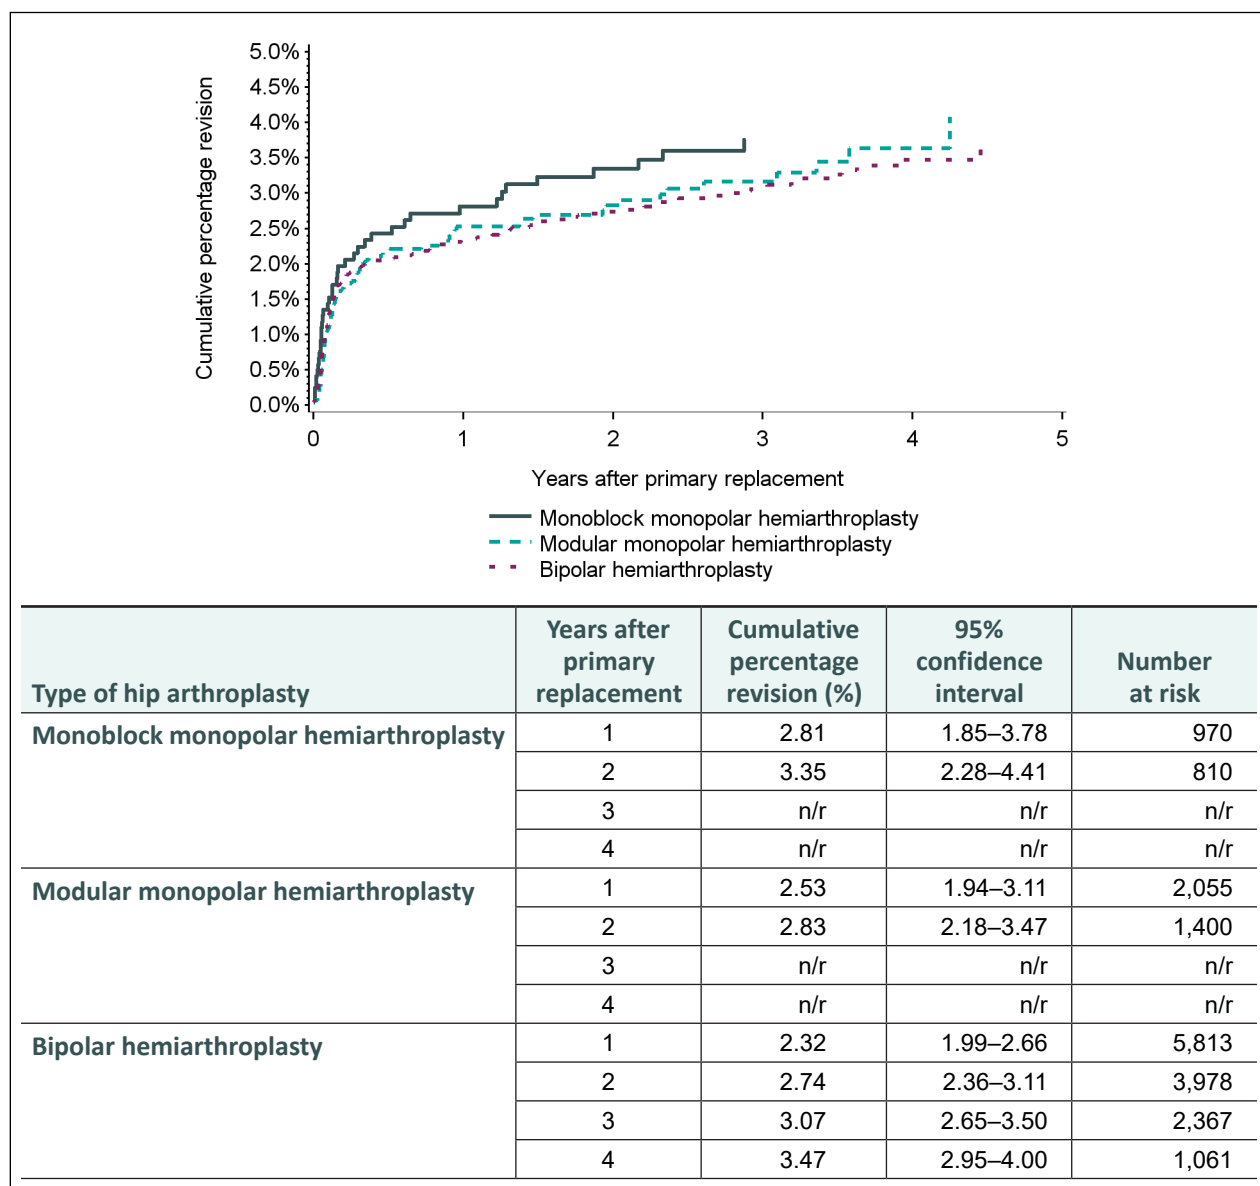 5.0%
4.5%
4.0%
3.5%
3.0%
2.5%
2.0%
1.5%
1.0%
0.5%
0.0%
Cumulative percentage revision
0 1 2 3 4 5
Years after primary replacement
Monoblock monopolar hemiarthroplasty
Modular monopolar hemiarthroplasty
Bipolar hemiarthroplasty
Type of hip arthroplasty
Years after
primary
replacement
Cumulative
percentage
revision (%)
95%
confidence
interval
Number
at risk
Monoblock monopolar hemiarthroplasty 1 2.81 1.85–3.78 970
2 3.35 2.28–4.41 810
3 n/r n/r n/r
4 n/r n/r n/r
Modular monopolar hemiarthroplasty 1 2.53 1.94–3.11 2,055
2 2.83 2.18–3.47 1,400
3 n/r n/r n/r
4 n/r n/r n/r
Bipolar hemiarthroplasty 1 2.32 1.99–2.66 5,813
2 2.74 2.36–3.11 3,978
3 3.07 2.65–3.50 2,367
4 3.47 2.95–4.00 1,061